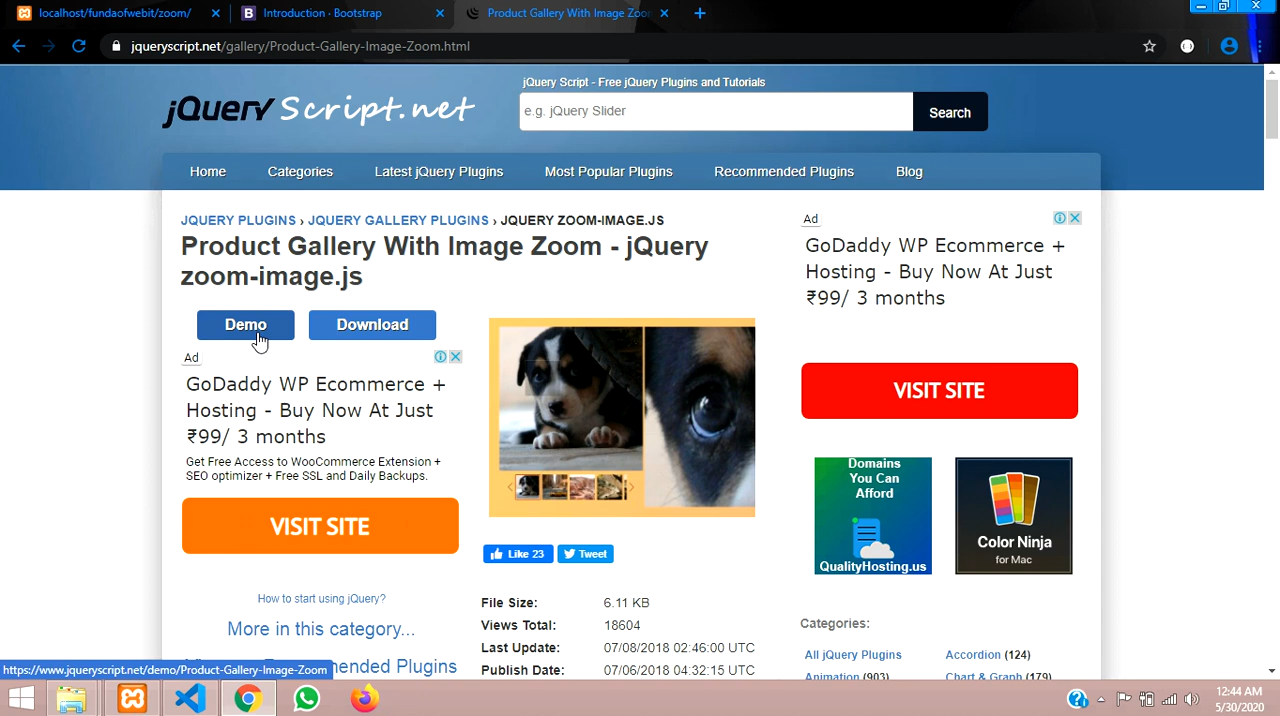 localhost/fundaofwebit/zoom/
Introduction · Bootstrap
Product Gallery With Image Zoo
jqueryscript.net/gallery/Product-Gallery-Image-Zoom.html
jQuery Script - Free jQuery Plugins and Tutorials
jQuery Script.net
e.g. jQuery Slider
Search
Home
Categories
Latest jQuery Plugins
Most Popular Plugins
Recommended Plugins
Blog
JQUERY PLUGINS › JQUERY GALLERY PLUGINS › JQUERY ZOOM-IMAGE.JS
Product Gallery With Image Zoom - jQuery
zoom-image.js
Demo
Download
Ad
GoDaddy WP Ecommerce +
Hosting - Buy Now At Just
₹99/ 3 months
Get Free Access to WooCommerce Extension +
SEO optimizer + Free SSL and Daily Backups.
VISIT SITE
How to start using jQuery?
More in this category...
Like 23
Tweet
File Size: 6.11 KB
Views Total: 18604
Last Update: 07/08/2018 02:46:00 UTC
Publish Date: 07/06/2018 04:32:15 UTC
Ad
GoDaddy WP Ecommerce +
Hosting - Buy Now At Just
₹99/ 3 months
VISIT SITE
Domains
You Can
Afford
QualityHosting.us
Color Ninja
for Mac
Categories:
All jQuery Plugins
Accordion (124)
Animation (903)
Chart & Graph (179)
Plugins
https://www.jqueryscript.net/demo/Product-Gallery-Image-Zoom
12:44 AM
5/30/2020